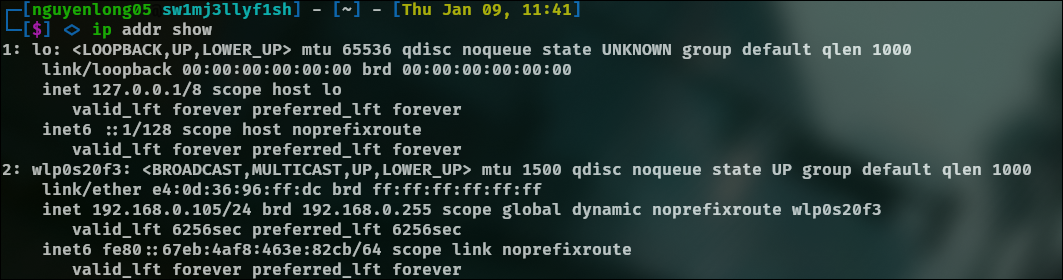 [nguyenlong05 sw1mj3llyf1sh] - [~] - [Thu Jan 09, 11:41]
[$] <> ip addr show
1: lo: <LOOPBACK,UP,LOWER_UP> mtu 65536 qdisc noqueue state UNKNOWN group default qlen 1000
    link/loopback 00:00:00:00:00:00 brd 00:00:00:00:00:00
    inet 127.0.0.1/8 scope host lo
       valid_lft forever preferred_lft forever
    inet6 ::1/128 scope host noprefixroute
       valid_lft forever preferred_lft forever
2: wlp0s20f3: <BROADCAST,MULTICAST,UP,LOWER_UP> mtu 1500 qdisc noqueue state UP group default qlen 1000
    link/ether e4:0d:36:96:ff:dc brd ff:ff:ff:ff:ff:ff
    inet 192.168.0.105/24 brd 192.168.0.255 scope global dynamic noprefixroute wlp0s20f3
       valid_lft 6256sec preferred_lft 6256sec
    inet6 fe80::67eb:4af8:463e:82cb/64 scope link noprefixroute
       valid_lft forever preferred_lft forever